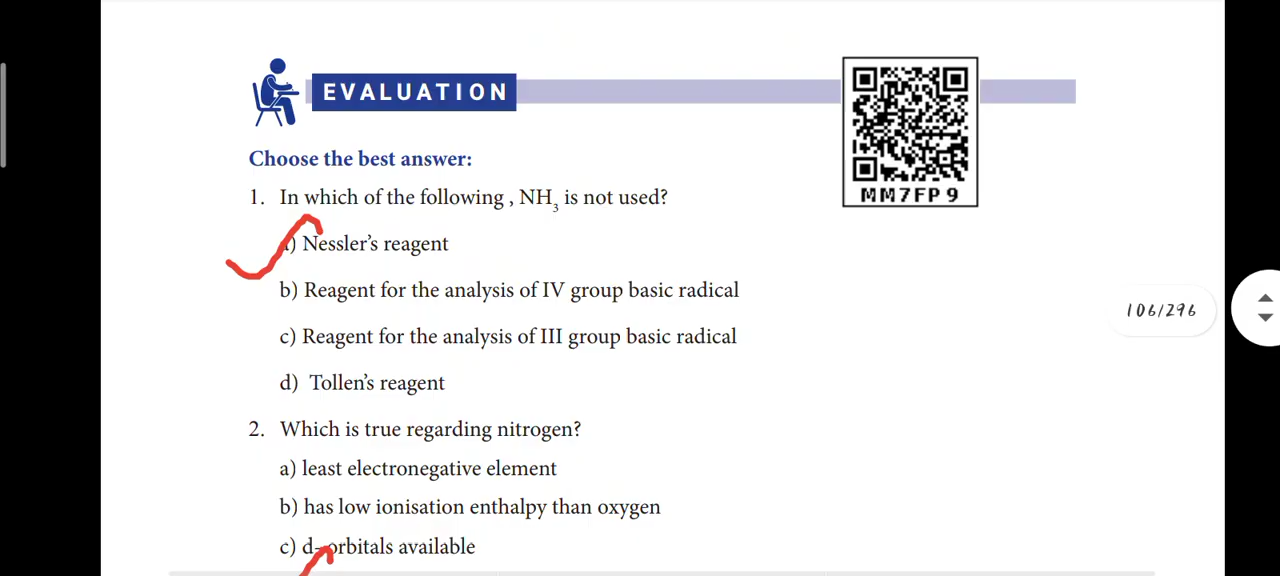 EVALUATION
MM7FP9
Choose the best answer:
1. In which of the following , NH₃ is not used?
a) Nessler's reagent
b) Reagent for the analysis of IV group basic radical
c) Reagent for the analysis of III group basic radical
106/296
d) Tollen's reagent
2. Which is true regarding nitrogen?
a) least electronegative element
b) has low ionisation enthalpy than oxygen
c) d- orbitals available